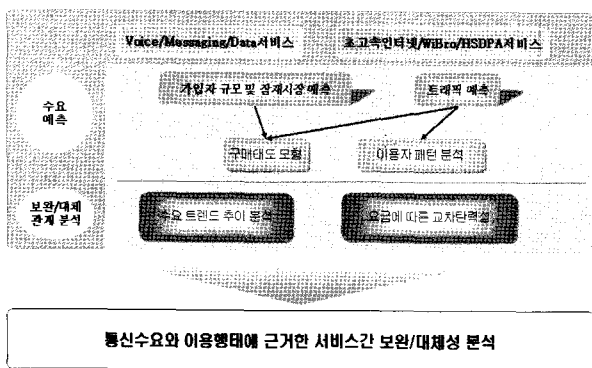 Voice/Messaging/Data서비스
초고속인터넷/WiBro/HSDPA서비스
수요
예측
가입자 규모 및 잠재시장 예측
트래픽 예측
구매태도 모형
이용자 패턴 분석
보완/대체
관계 분석
수요 트렌드 추이 분석
요금에 따른 교차탄력성
통신수요와 이용행태에 근거한 서비스간 보완/대체성 분석